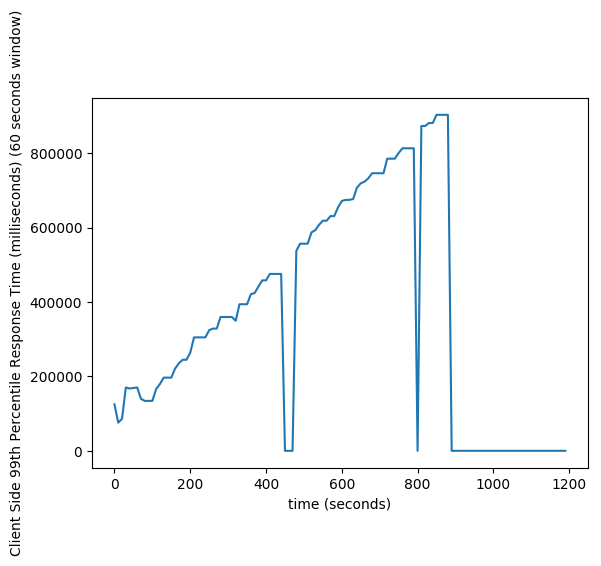 Client Side 99th Percentile Response Time (milliseconds) (60 seconds window)
800000
600000
400000
200000
0
0 200 400 600 800 1000 1200
time (seconds)